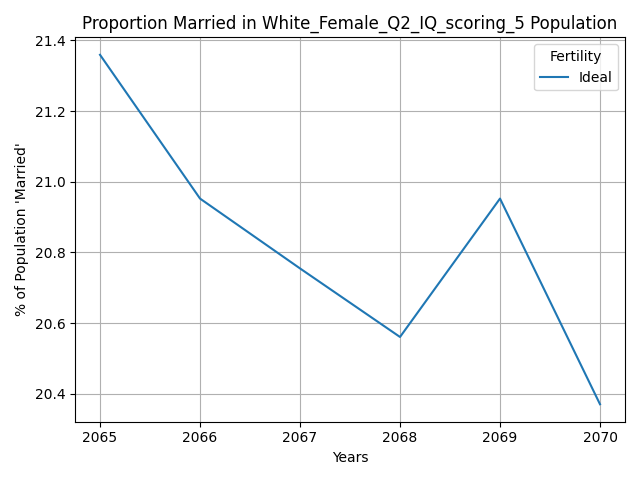 Proportion Married in White_Female_Q2_IQ_scoring_5 Population
Fertility
Ideal
% of Population 'Married'
21.4
21.2
21.0
20.8
20.6
20.4
2065 2066 2067 2068 2069 2070
Years